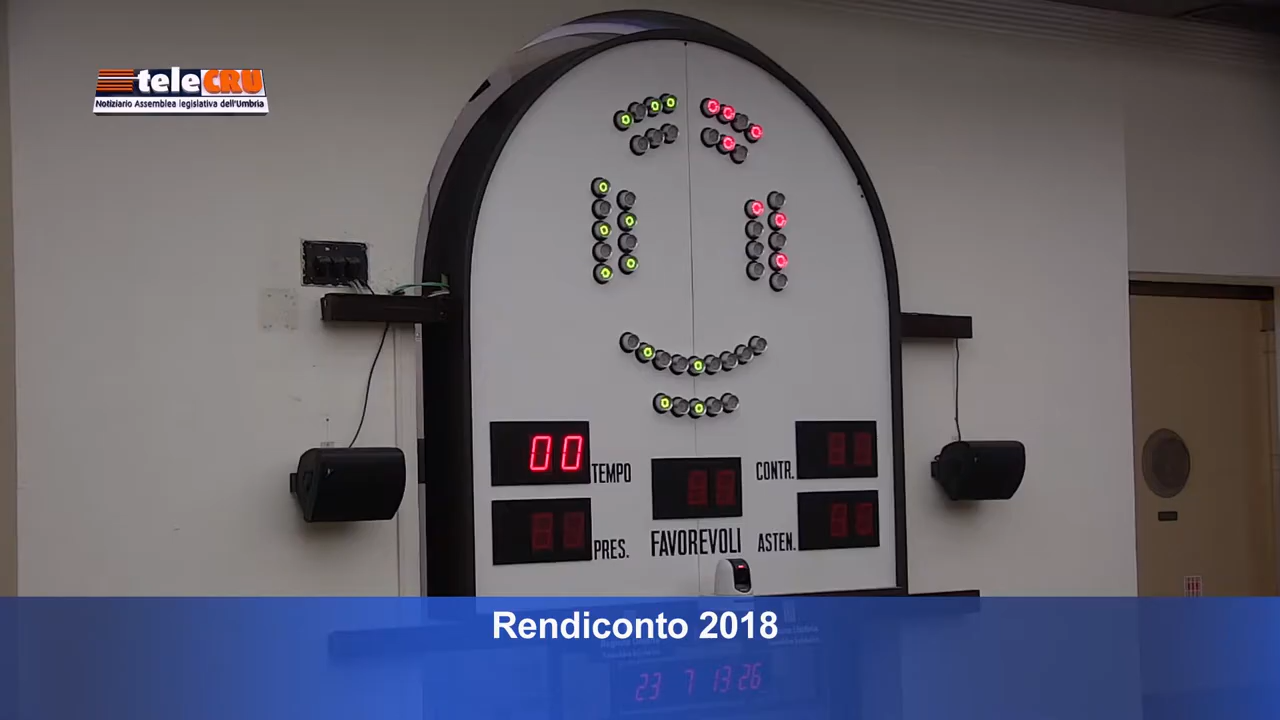 teleCRU
Notiziario Assemblea legislativa dell'Umbria
00
TEMPO
CONTR.
PRES.
FAVOREVOLI
ASTEN.
Rendiconto 2018
23 7 13 26